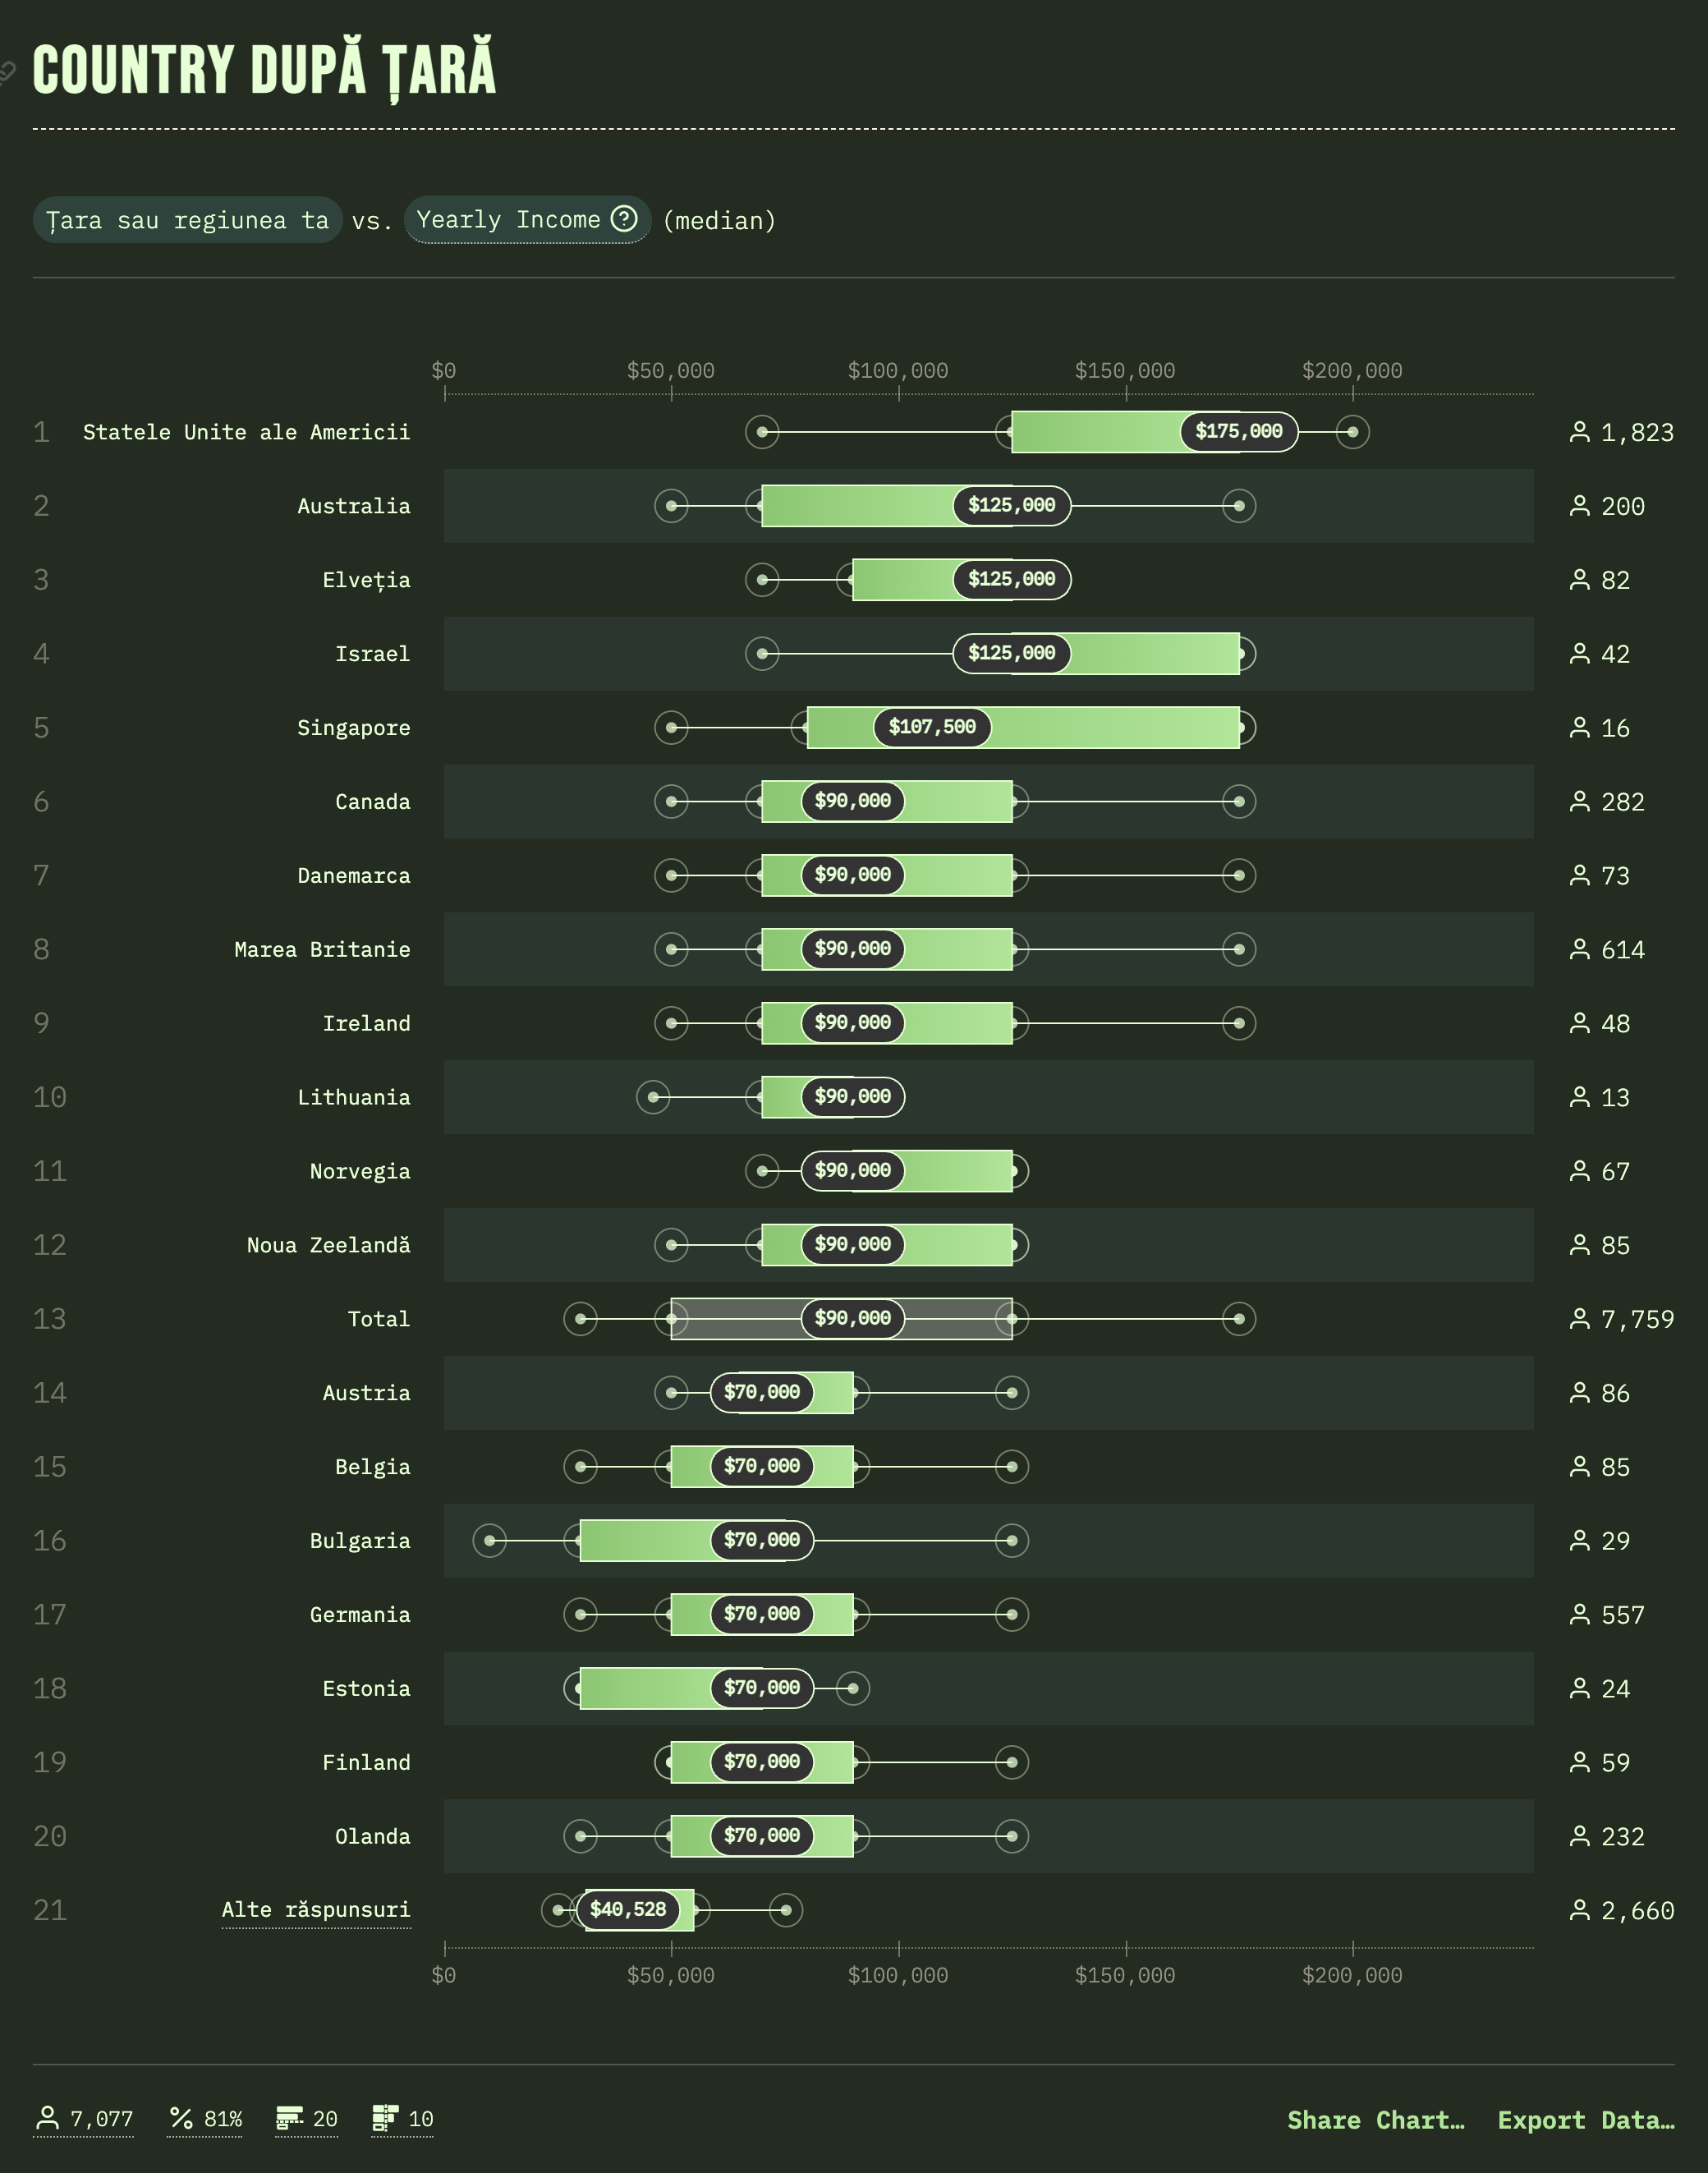 COUNTRY DUPĂ ȚARĂ
Țara sau regiunea ta vs. Yearly Income ? (median)
$0 $50,000 $100,000 $150,000 $200,000
1 Statele Unite ale Americii $175,000 1,823
2 Australia $125,000 200
3 Elveția $125,000 82
4 Israel $125,000 42
5 Singapore $107,500 16
6 Canada $90,000 282
7 Danemarca $90,000 73
8 Marea Britanie $90,000 614
9 Ireland $90,000 48
10 Lithuania $90,000 13
11 Norvegia $90,000 67
12 Noua Zeelandă $90,000 85
13 Total $90,000 7,759
14 Austria $70,000 86
15 Belgia $70,000 85
16 Bulgaria $70,000 29
17 Germania $70,000 557
18 Estonia $70,000 24
19 Finland $70,000 59
20 Olanda $70,000 232
21 Alte răspunsuri $40,528 2,660
$0 $50,000 $100,000 $150,000 $200,000
7,077 % 81% 20 10 Share Chart… Export Data…